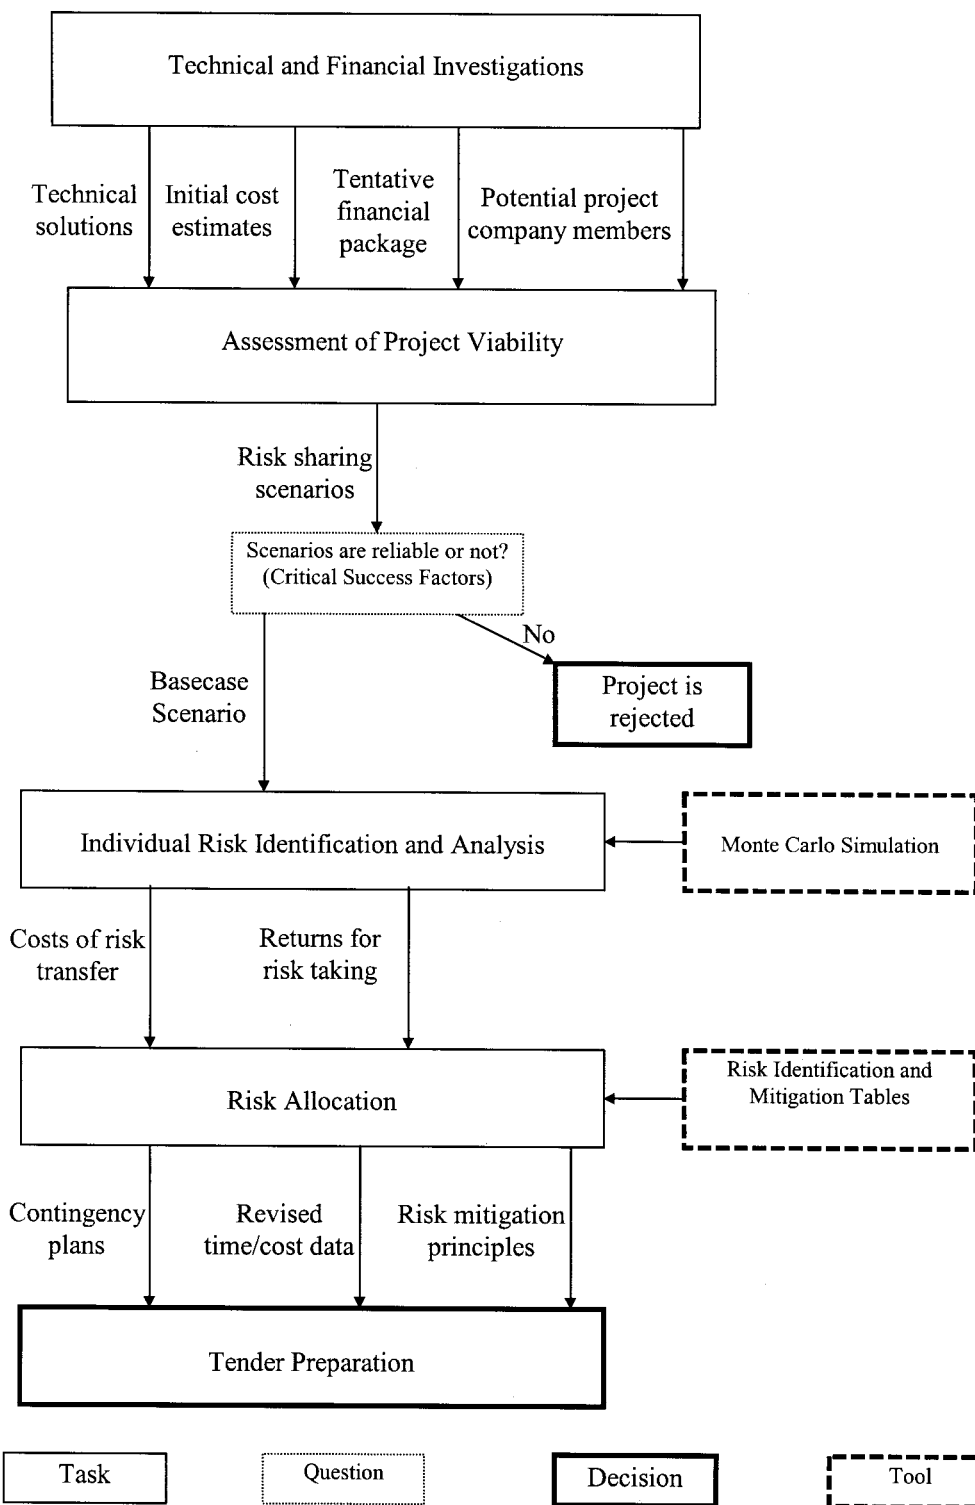 Technical and Financial Investigations
Technical
solutions
Initial cost
estimates
Tentative
financial
package
Potential project
company members
Assessment of Project Viability
Risk sharing
scenarios
Scenarios are reliable or not?
(Critical Success Factors)
No
Basecase
Scenario
Project is
rejected
Individual Risk Identification and Analysis
Monte Carlo Simulation
Costs of risk
transfer
Returns for
risk taking
Risk Allocation
Risk Identification and
Mitigation Tables
Contingency
plans
Revised
time/cost data
Risk mitigation
principles
Tender Preparation
Task
Question
Decision
Tool